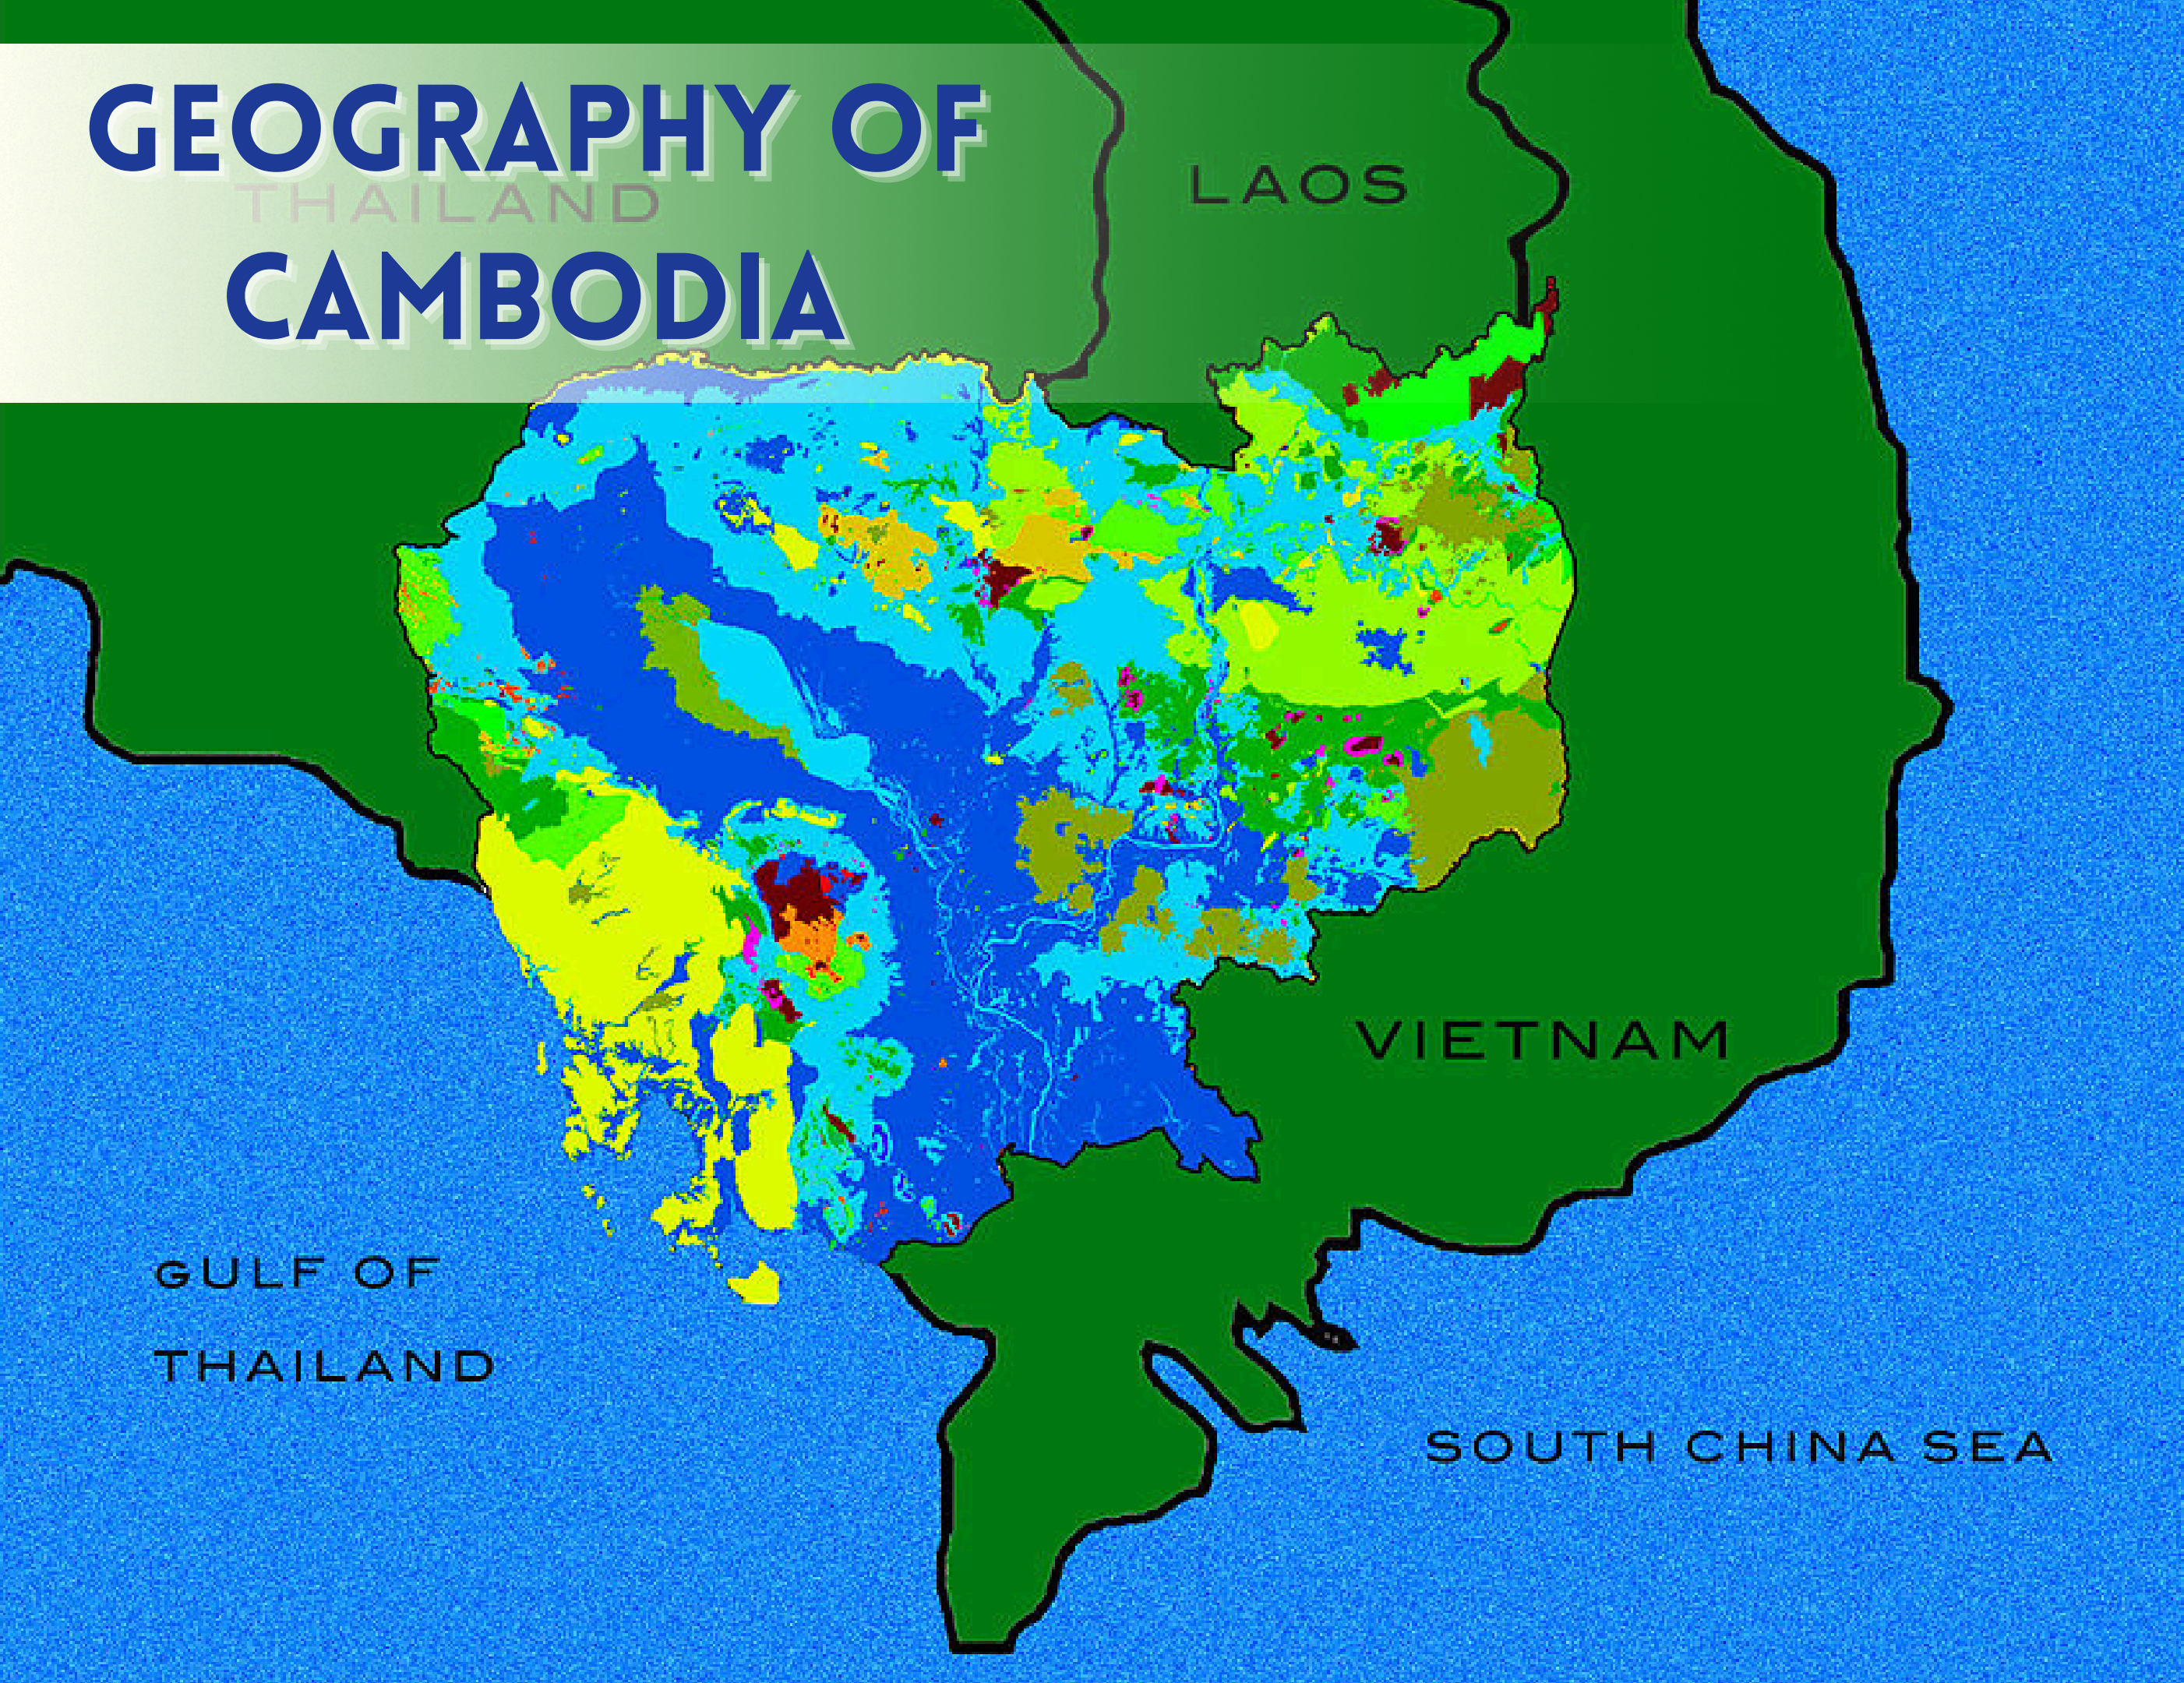 GEOGRAPHY OF
THAILAND
CAMBODIA
LAOS
VIETNAM
GULF OF
THAILAND
SOUTH CHINA SEA